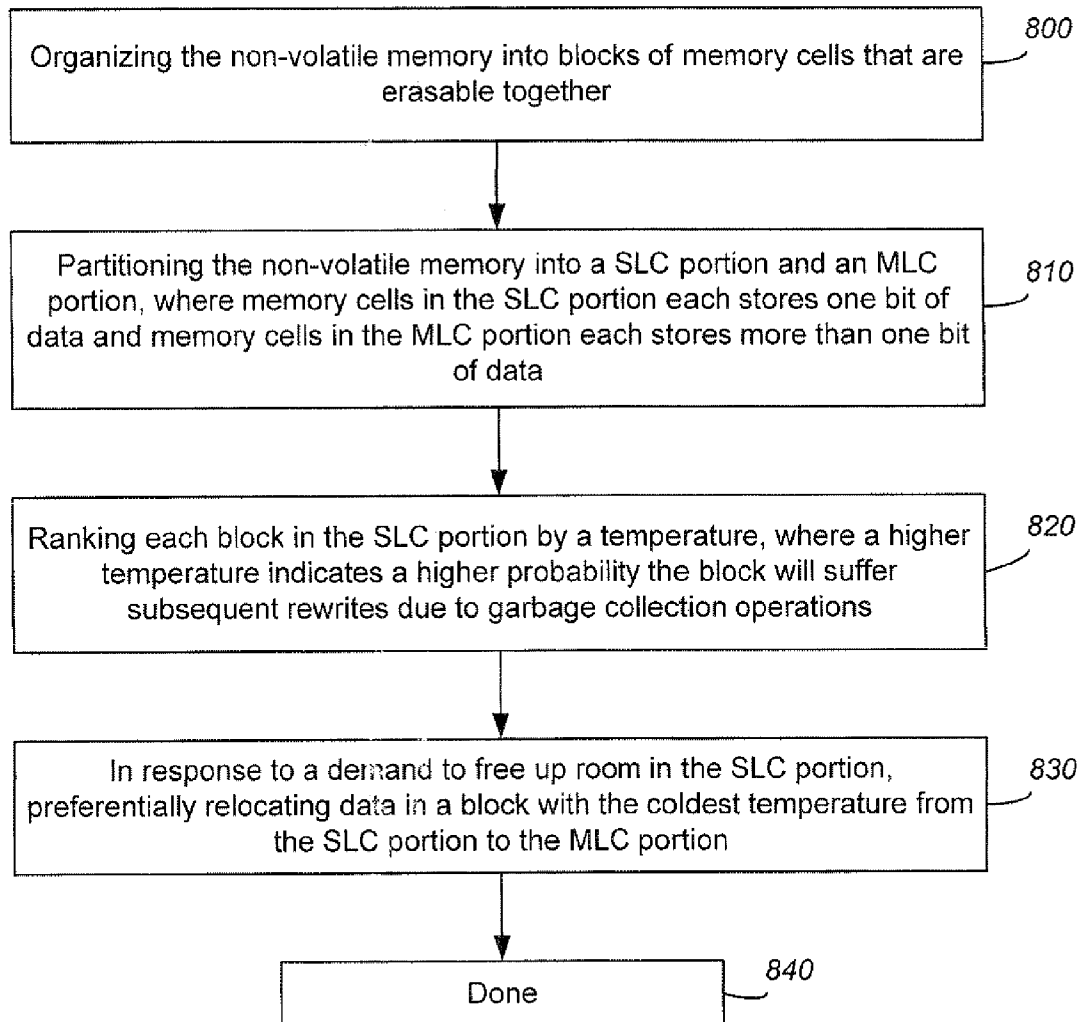 800
Organizing the non-volatile memory into blocks of memory cells that are
erasable together
810
Partitioning the non-volatile memory into a SLC portion and an MLC
portion, where memory cells in the SLC portion each stores one bit of
data and memory cells in the MLC portion each stores more than one bit
of data
820
Ranking each block in the SLC portion by a temperature, where a higher
temperature indicates a higher probability the block will suffer
subsequent rewrites due to garbage collection operations
830
In response to a demand to free up room in the SLC portion,
preferentially relocating data in a block with the coldest temperature from
the SLC portion to the MLC portion
840
Done